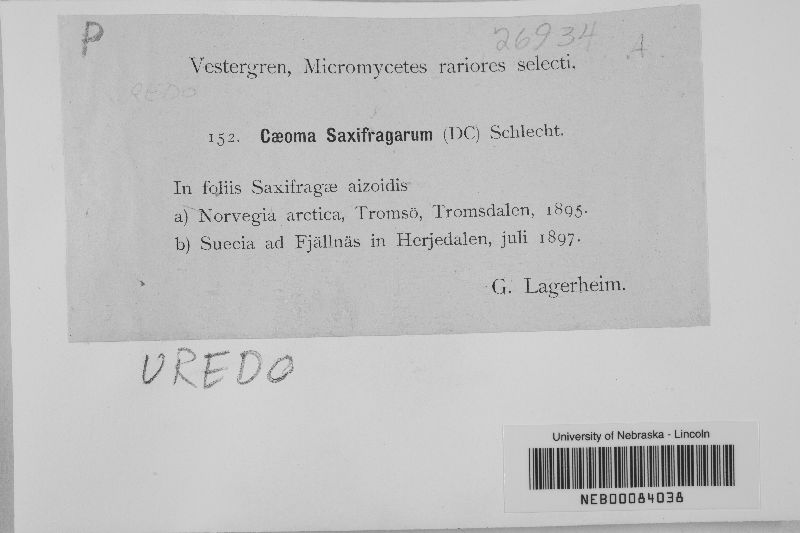 P
26934 A
Vestergren, Micromycetes rariores selecti.
REDO
152. Cæoma Saxifragarum (DC) Schlecht.
In foliis Saxifragæ aizoidis
a) Norvegia arctica, Tromsö, Tromsdalen, 1895.
b) Suecia ad Fjällnäs in Herjedalen, juli 1897.
G. Lagerheim.
UREDO
University of Nebraska - Lincoln
NEB00084038